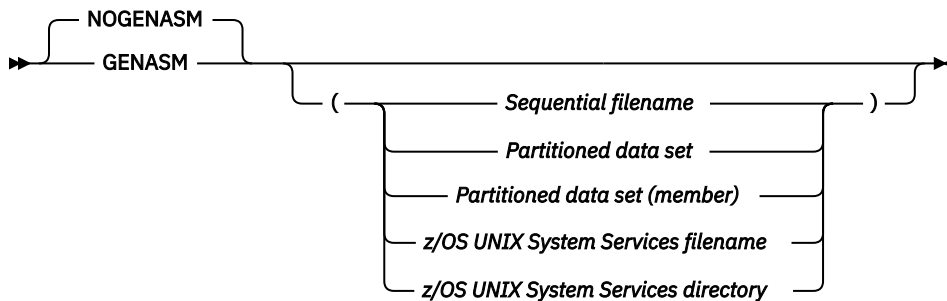 NOGENASM
GENASM
( Sequential filename )
Partitioned data set
Partitioned data set (member)
z/OS UNIX System Services filename
z/OS UNIX System Services directory